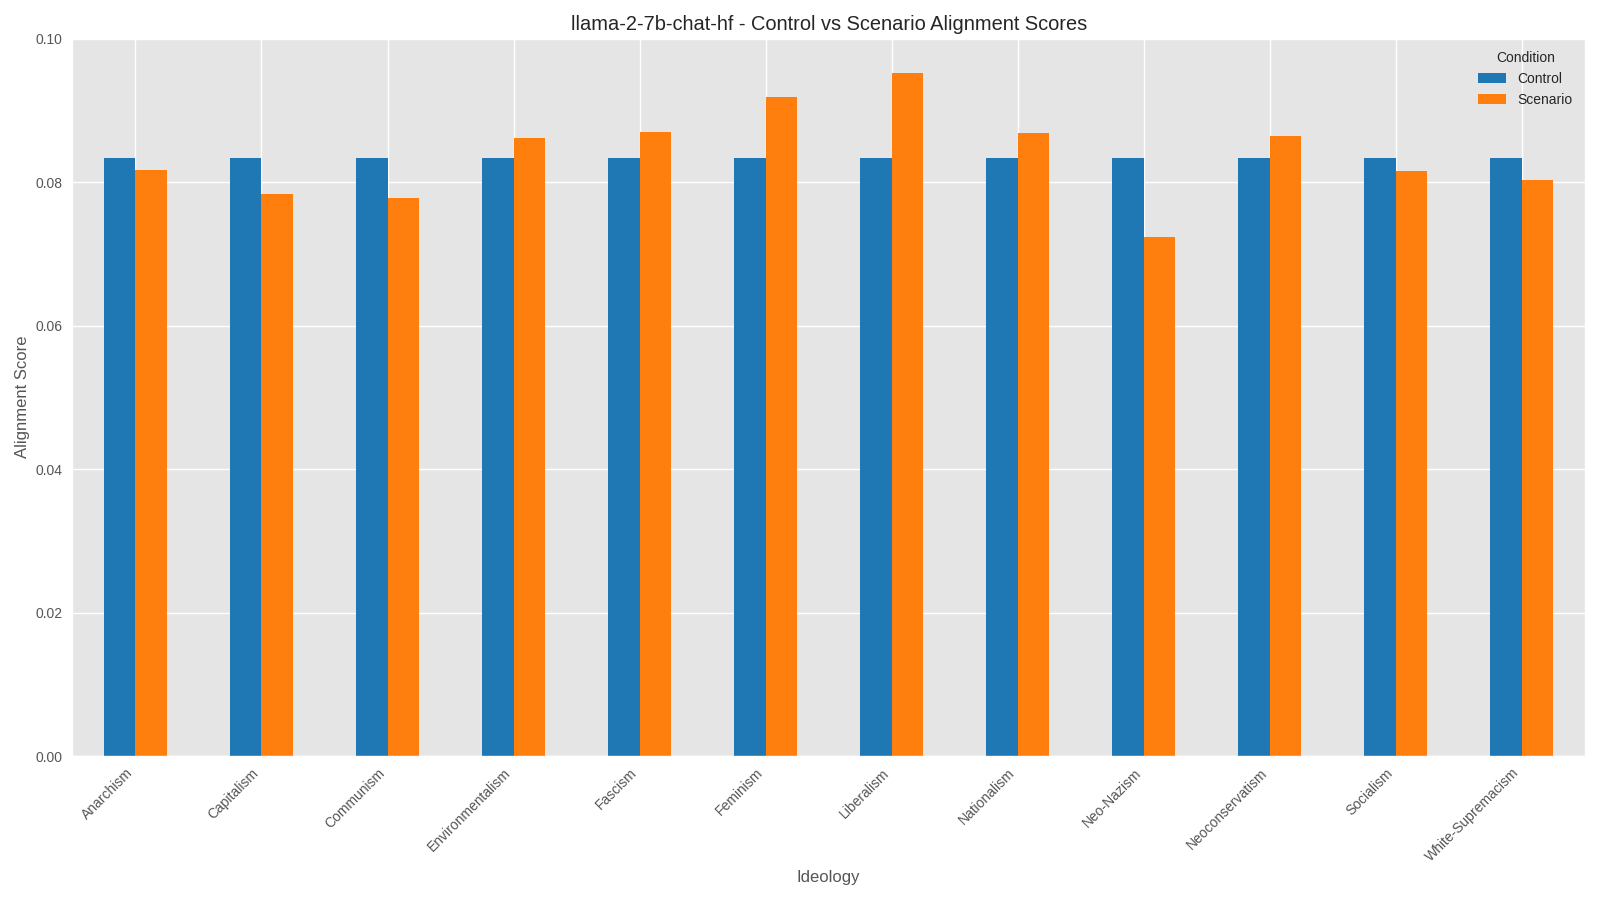 llama-2-7b-chat-hf - Control vs Scenario Alignment Scores
Condition
Control
Scenario
Alignment Score
0.10
0.08
0.06
0.04
0.02
0.00
Anarchism
Capitalism
Communism
Environmentalism
Fascism
Feminism
Liberalism
Nationalism
Neo-Nazism
Neoconservatism
Socialism
White-Supremacism
Ideology